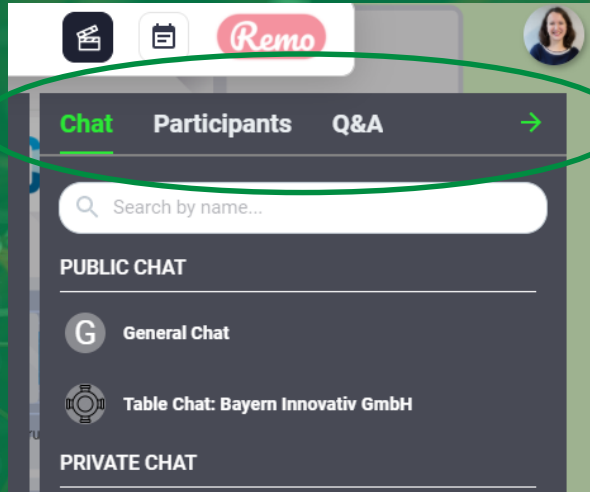 Remo
Chat Participants Q&A
Search by name...
PUBLIC CHAT
G General Chat
Table Chat: Bayern Innovativ GmbH
PRIVATE CHAT